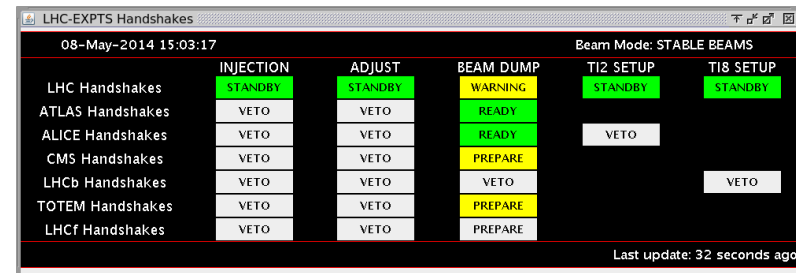 LHC-EXPTS Handshakes
08-May-2014 15:03:17 Beam Mode: STABLE BEAMS
INJECTION ADJUST BEAM DUMP TI2 SETUP TI8 SETUP
LHC Handshakes STANDBY STANDBY WARNING STANDBY STANDBY
ATLAS Handshakes VETO VETO READY
ALICE Handshakes VETO VETO READY VETO
CMS Handshakes VETO VETO PREPARE
LHCb Handshakes VETO VETO VETO VETO
TOTEM Handshakes VETO VETO PREPARE
LHCf Handshakes VETO VETO PREPARE
Last update: 32 seconds ago